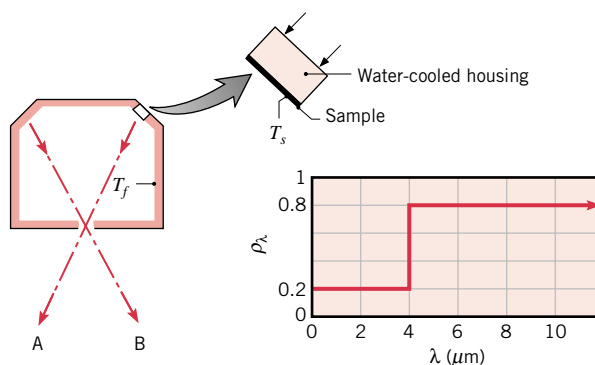 Water-cooled housing
Sample
T_s
T_f
A B
1
0.8
0.2
0
ρ_λ
0 2 4 6 8 10
λ (μm)